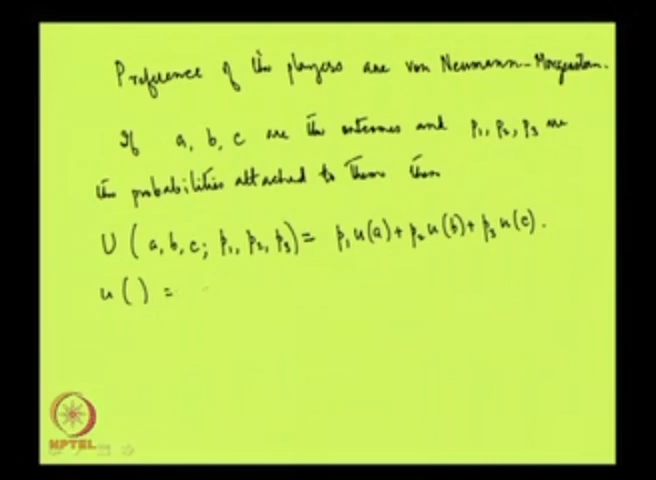 Preference of the players are von Neumann-Morgenstern.
If a, b, c are the outcomes and p₁, p₂, p₃ are
the probabilities attached to them then
U ( a, b, c; p₁, p₂, p₃ ) = p₁ u(a) + p₂ u(b) + p₃ u(c).
u ( ) =
NPTEL